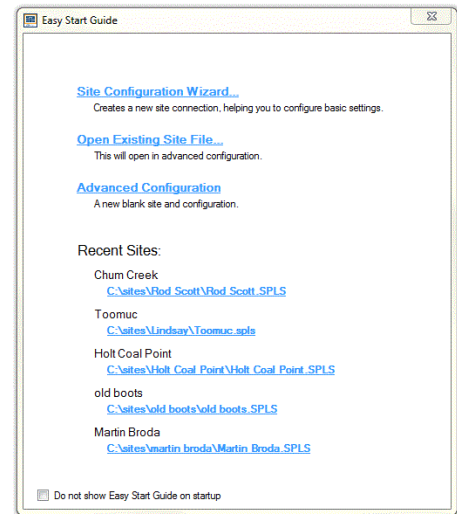 Easy Start Guide
Site Configuration Wizard...
Creates a new site connection, helping you to configure basic settings.
Open Existing Site File...
This will open in advanced configuration.
Advanced Configuration
A new blank site and configuration.
Recent Sites:
Chum Creek
C:\sites\Rod Scott\Rod Scott.SPLS
Toomuc
C:\sites\Lindsay\Toomuc.spls
Holt Coal Point
C:\sites\Holt Coal Point\Holt Coal Point.SPLS
old boots
C:\sites\old boots\old boots.SPLS
Martin Broda
C:\sites\martin broda\Martin Broda.SPLS
Do not show Easy Start Guide on startup